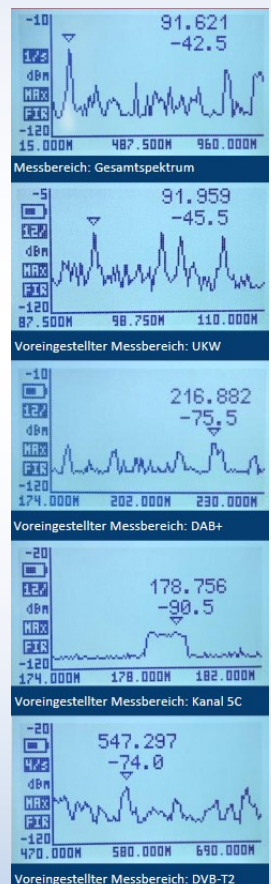 -10
91.621
-42.5
1/s
dBm
MAX
FIR
-120
15.000M 487.500M 960.000M
Messbereich: Gesamtspektrum
-5
91.959
-45.5
12/
dBm
MAX
FIR
-120
87.500M 98.750M 110.000M
Voreingestellter Messbereich: UKW
-10
216.882
-75.5
12/
dBm
MAX
FIR
-120
174.000M 202.000M 230.000M
Voreingestellter Messbereich: DAB+
-20
178.756
-90.5
12/
dBm
MAX
FIR
-120
174.000M 178.000M 182.000M
Voreingestellter Messbereich: Kanal 5C
-20
547.297
-74.0
4/s
dBm
MAX
FIR
-120
470.000M 580.000M 690.000M
Voreingestellter Messbereich: DVB-T2